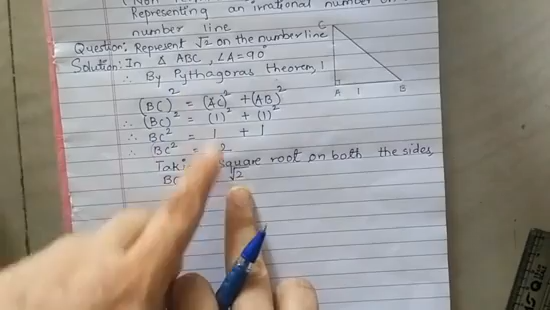 Representing an irrational number on
number line
Question: Represent √2 on the numberline
Solution: In Δ ABC, ∠A=90°
∴ By Pythagoras theorem,
(BC)² = (AC)² + (AB)²
∴ (BC)² = (1)² + (1)²
∴ BC² = 1 + 1
∴ BC² = 2
square root on both the sides,
BC √2
C
1
A 1 B